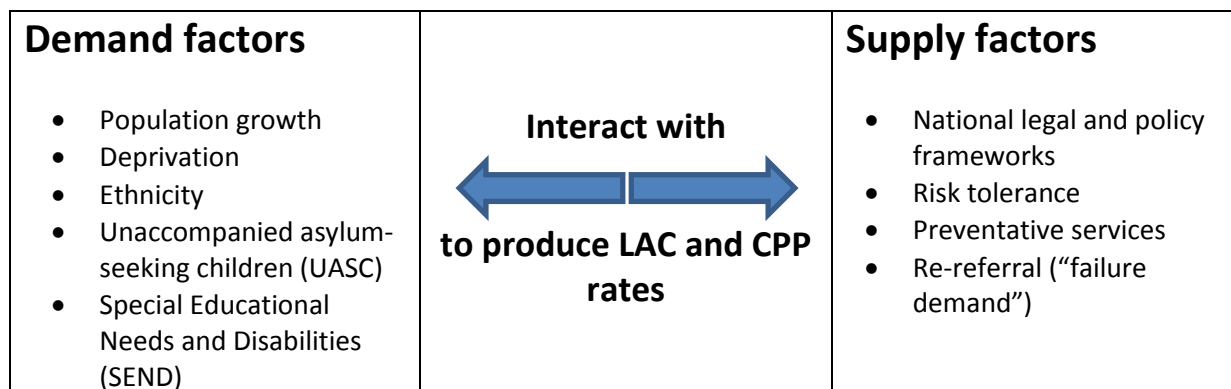 Demand factors
• Population growth
• Deprivation
• Ethnicity
• Unaccompanied asylum-
seeking children (UASC)
• Special Educational
Needs and Disabilities
(SEND)
Interact with
to produce LAC and CPP
rates
Supply factors
• National legal and policy
frameworks
• Risk tolerance
• Preventative services
• Re-referral (“failure
demand”)